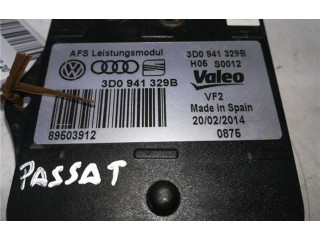 AFS Leistungsmodul
3D0 941 329B
3D0 941 329B
H05 S0012
Valeo
VF2
Made in Spain
20/02/2014
0875
89503912
PASSAT